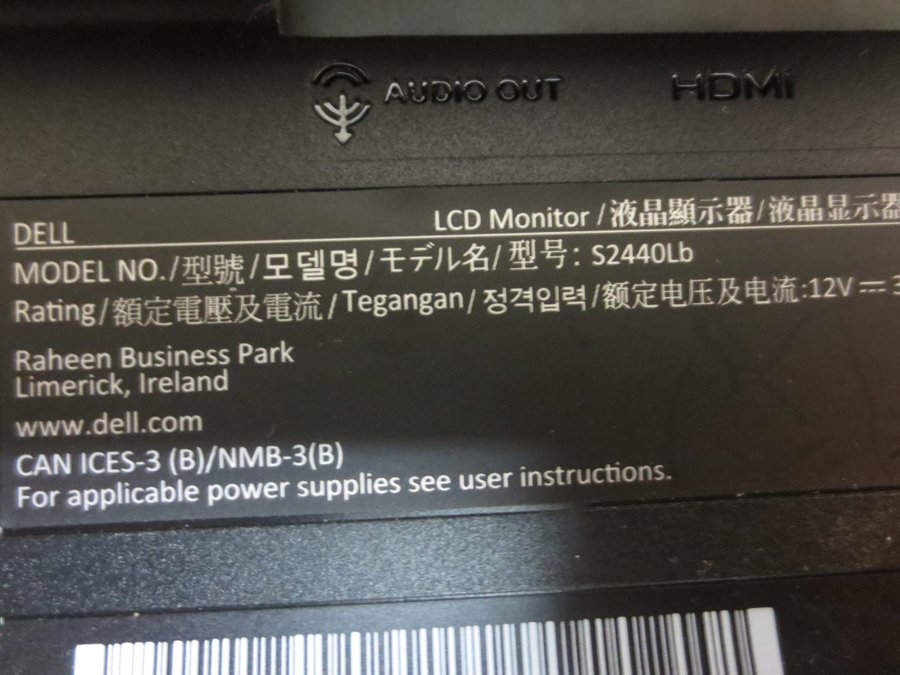 AUDIO OUT HDMI
DELL LCD Monitor / 液晶顯示器 / 液晶显示器
MODEL NO. / 型號 / 모델명 / モデル名 / 型号: S2440Lb
Rating / 額定電壓及電流 / Tegangan / 정격입력 / 额定电压及电流:12V ⎓ 3
Raheen Business Park
Limerick, Ireland
www.dell.com
CAN ICES-3 (B)/NMB-3(B)
For applicable power supplies see user instructions.